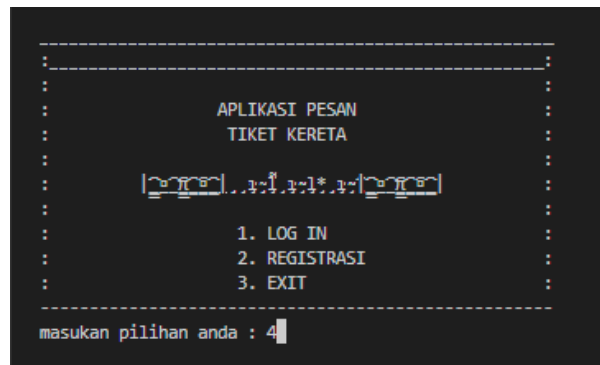 APLIKASI PESAN
TIKET KERETA
1. LOG IN
2. REGISTRASI
3. EXIT
masukan pilihan anda : 4